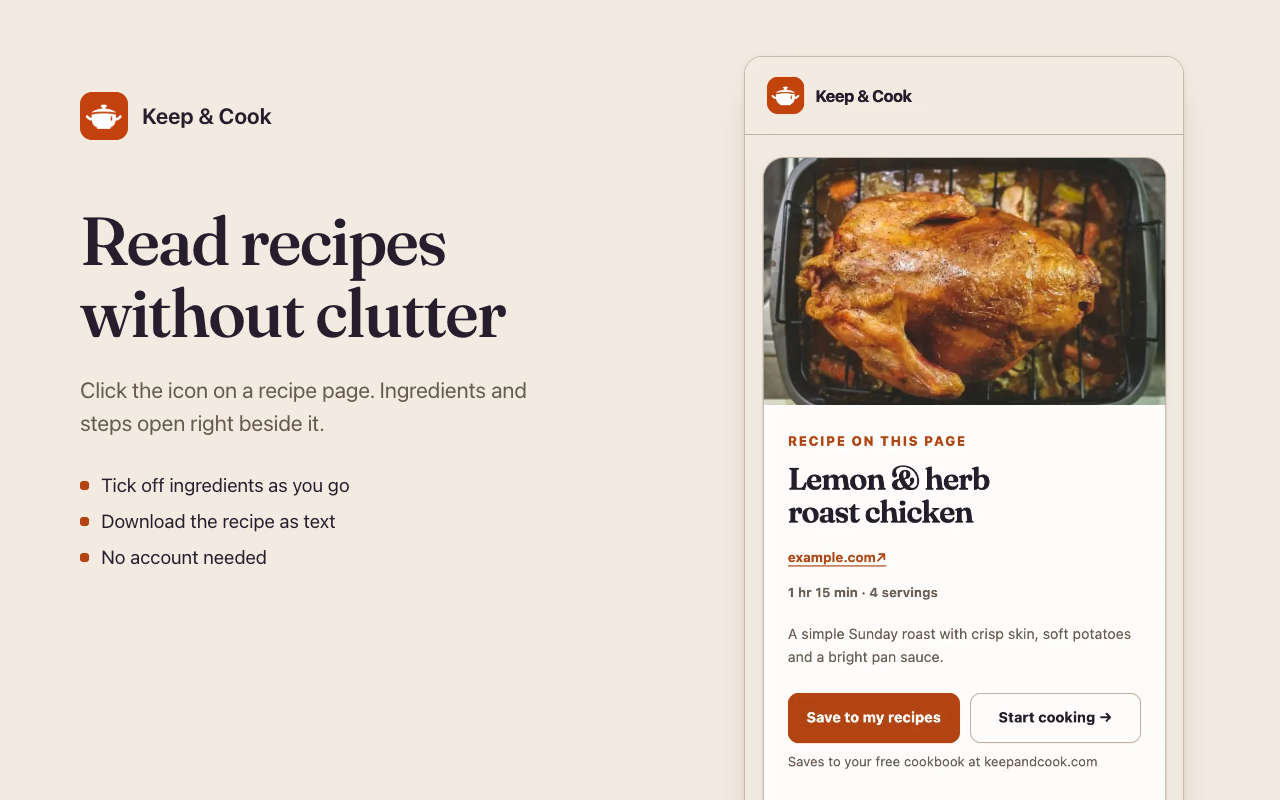 Keep & Cook
Read recipes
without clutter
Click the icon on a recipe page. Ingredients and
steps open right beside it.
Tick off ingredients as you go
Download the recipe as text
No account needed
Keep & Cook
RECIPE ON THIS PAGE
Lemon & herb
roast chicken
example.com↗
1 hr 15 min · 4 servings
A simple Sunday roast with crisp skin, soft potatoes
and a bright pan sauce.
Save to my recipes
Start cooking →
Saves to your free cookbook at keepandcook.com